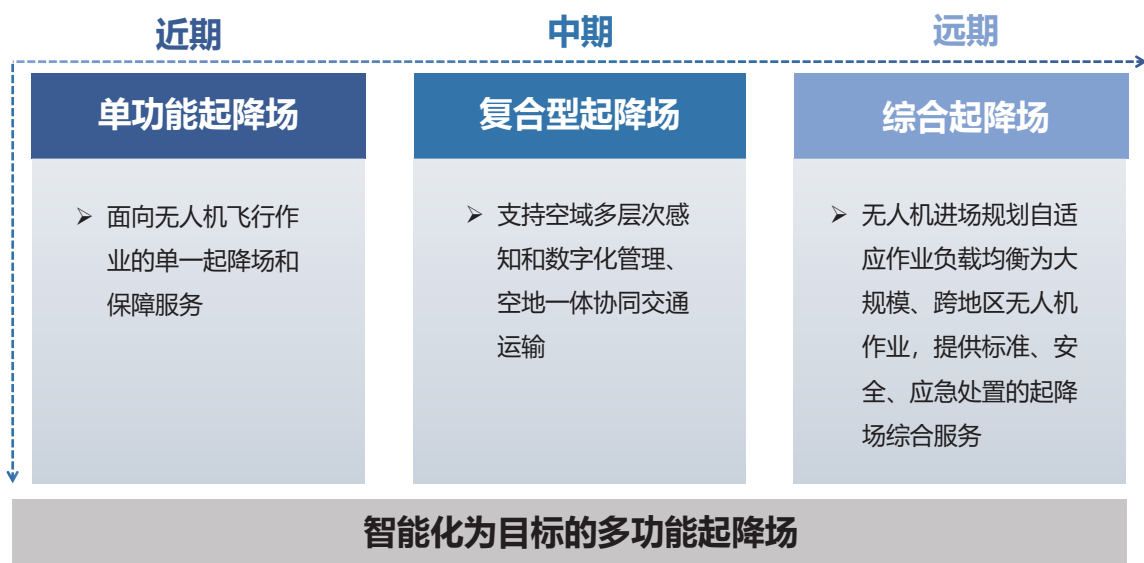 近期
中期
远期
单功能起降场
复合型起降场
综合起降场
➢ 面向无人机飞行作
业的单一起降场和
保障服务
➢ 支持空域多层次感
知和数字化管理、
空地一体协同交通
运输
➢ 无人机进场规划自适
应作业负载均衡为大
规模、跨地区无人机
作业，提供标准、安
全、应急处置的起降
场综合服务
智能化为目标的多功能起降场